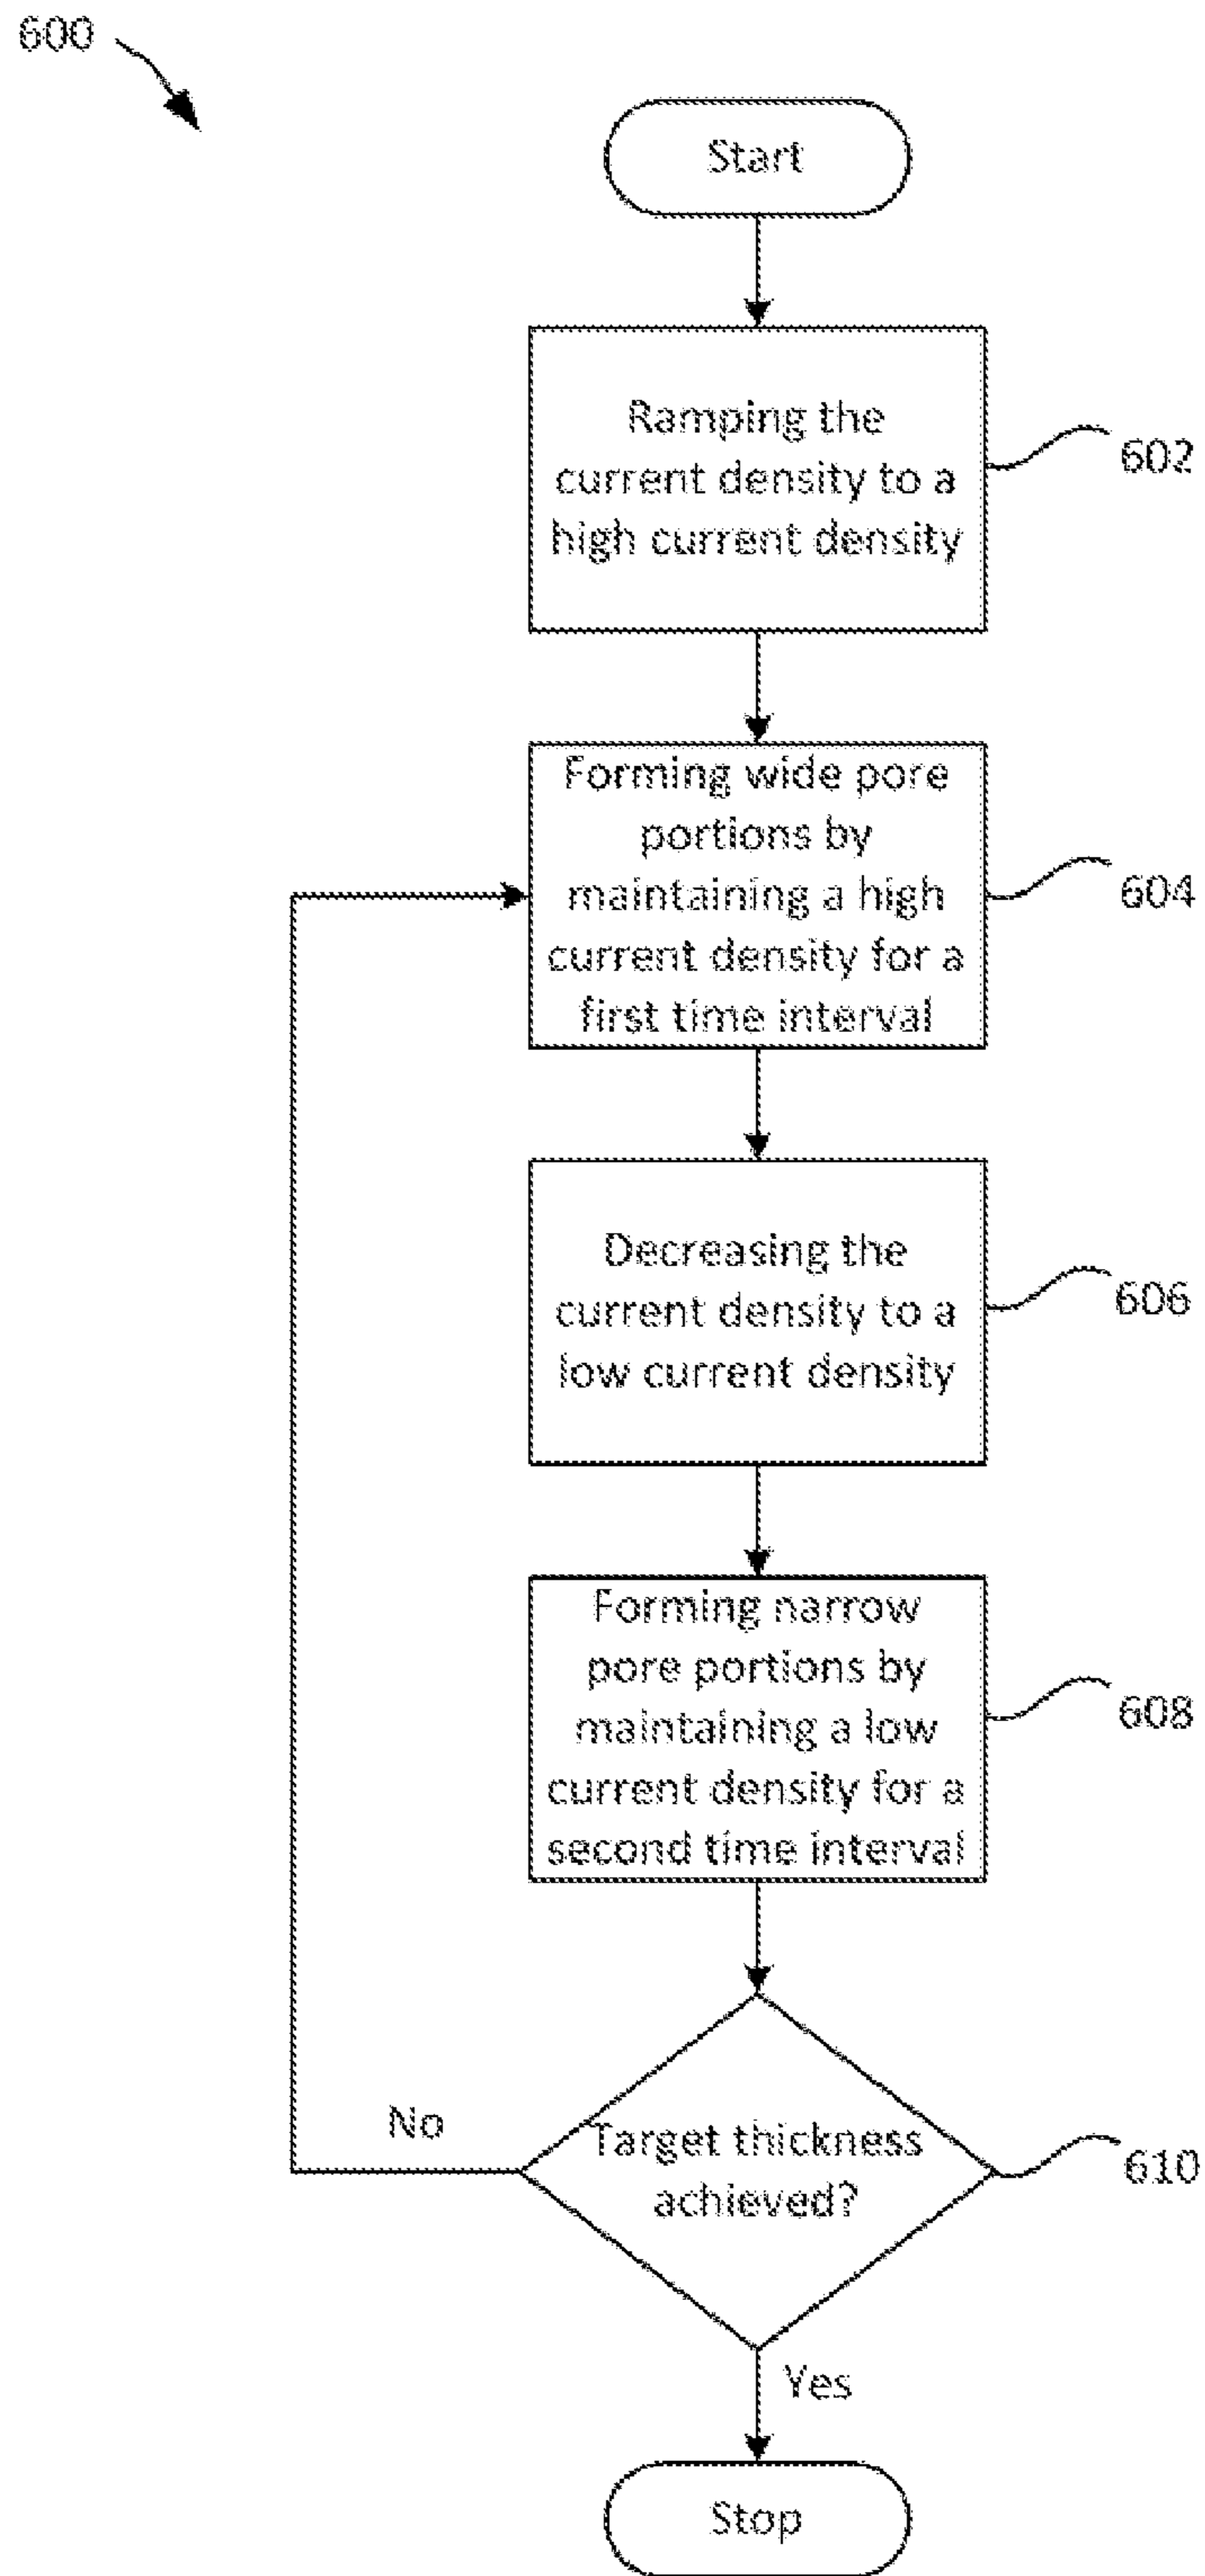 600
Start
Ramping the
current density to a
high current density
602
Forming wide pore
portions by
maintaining a high
current density for a
first time interval
604
Decreasing the
current density to a
low current density
606
Forming narrow
pore portions by
maintaining a low
current density for a
second time interval
608
No
Target thickness
achieved?
610
Yes
Stop